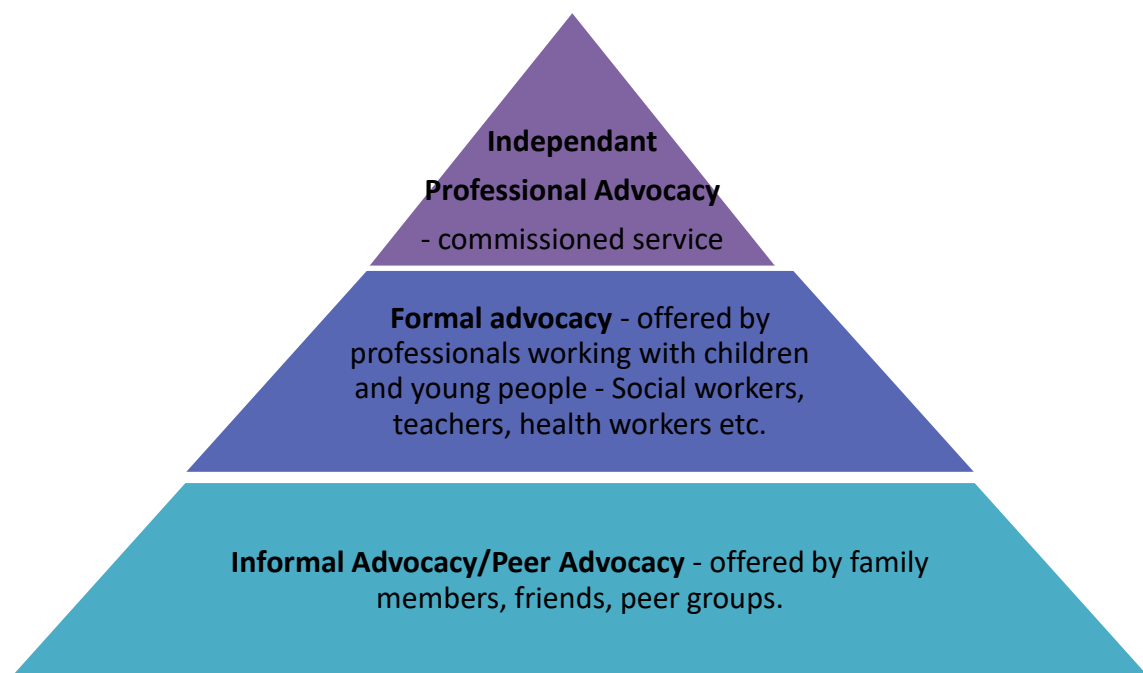 Independant
Professional Advocacy
- commissioned service
Formal advocacy - offered by
professionals working with children
and young people - Social workers,
teachers, health workers etc.
Informal Advocacy/Peer Advocacy - offered by family
members, friends, peer groups.